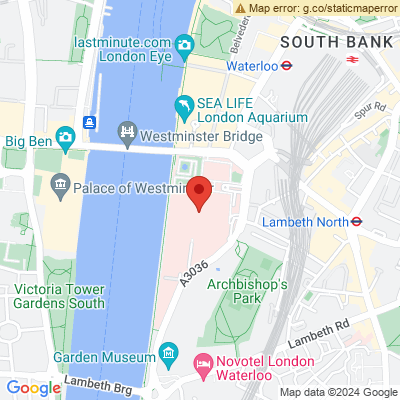 Map error: g.co/staticmaperror
lastminute.com
London Eye
Belvedere
SOUTH BANK
Waterloo
SEA LIFE
London Aquarium
Spur Rd
Big Ben
Westminster Bridge
Palace of Westminster
Lambeth North
A3036
Victoria Tower
Gardens South
Archbishop's
Park
Lambeth Rd
Garden Museum
Novotel London
Waterloo
Lambeth Brg
Google
Map data ©2024 Google